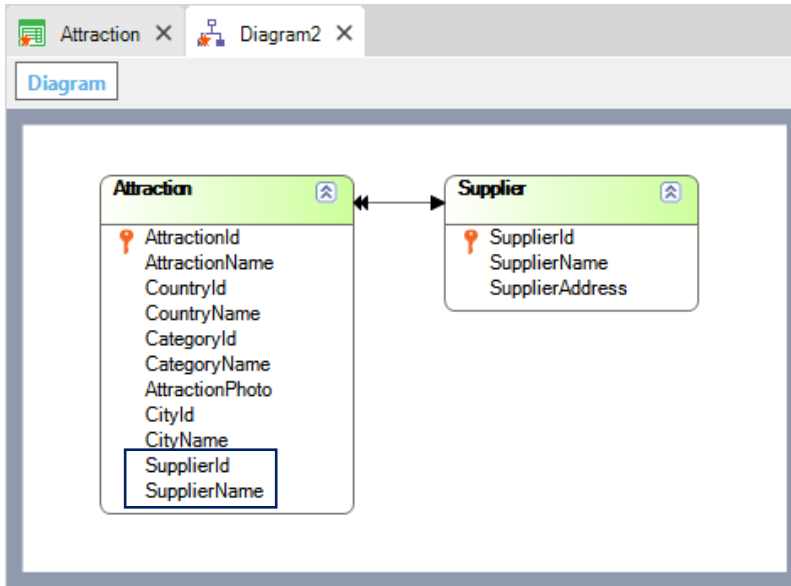 Attraction
Diagram2
Diagram
Attraction
AttractionId
AttractionName
CountryId
CountryName
CategoryId
CategoryName
AttractionPhoto
CityId
CityName
SupplierId
SupplierName
Supplier
SupplierId
SupplierName
SupplierAddress